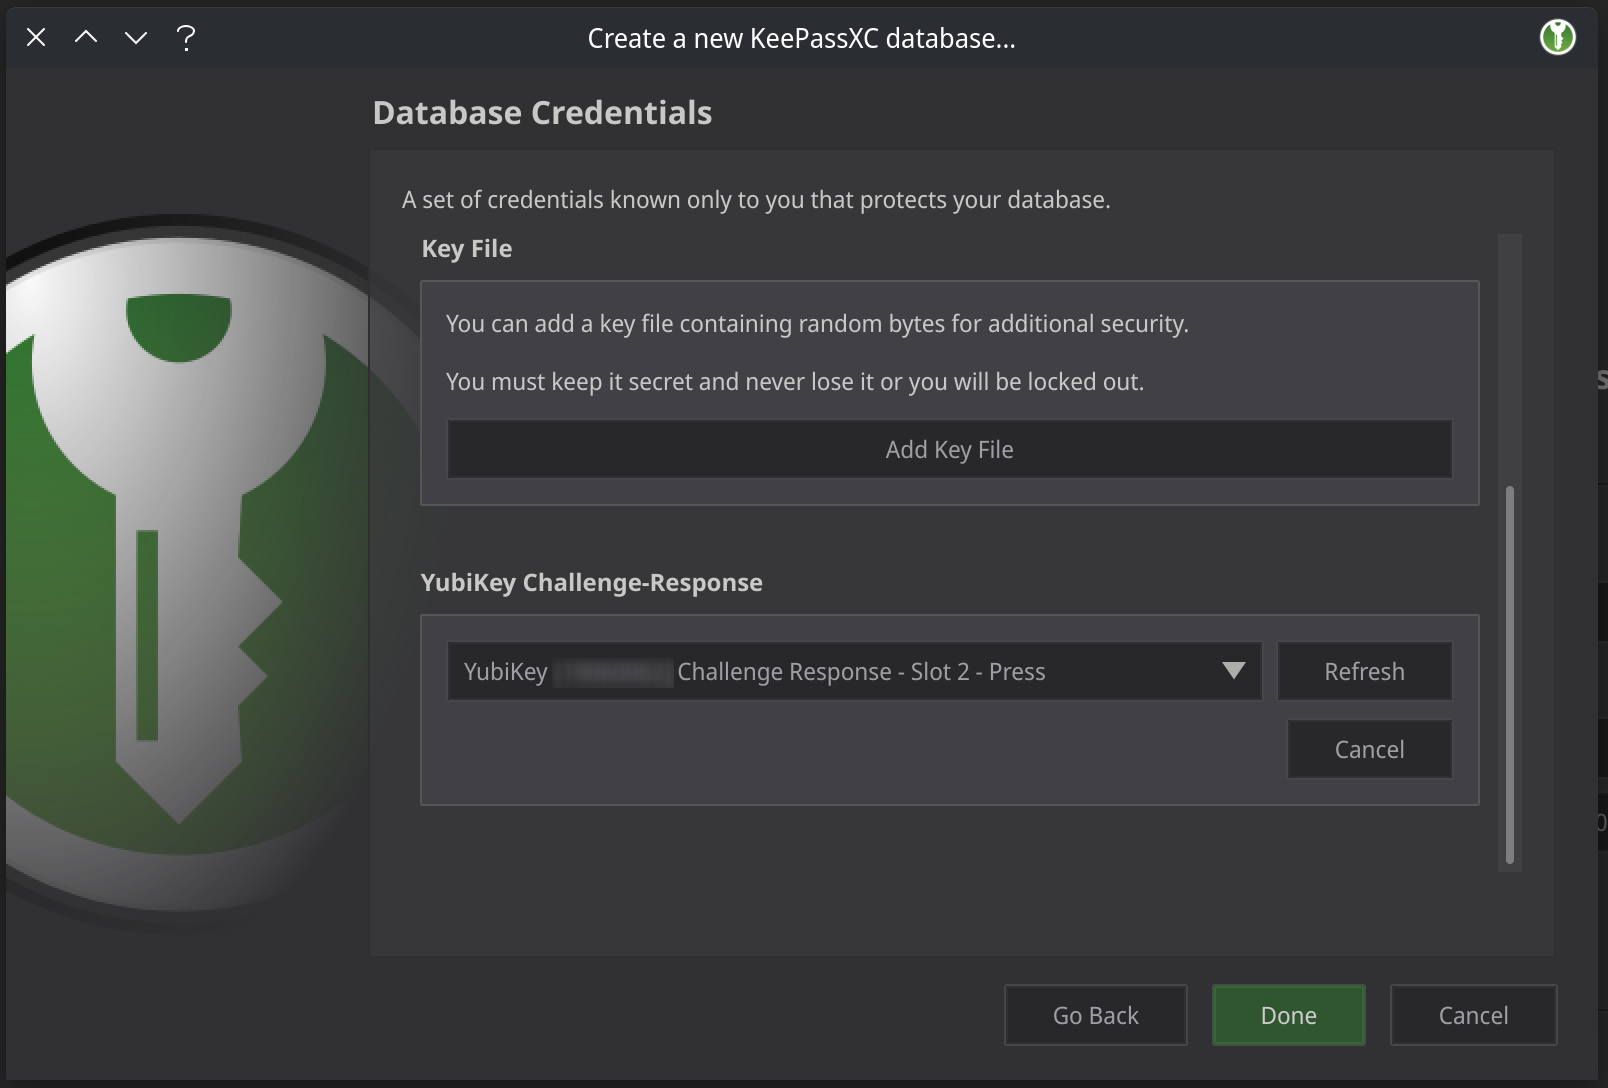 Create a new KeePassXC database...
Database Credentials
A set of credentials known only to you that protects your database.
Key File
You can add a key file containing random bytes for additional security.
You must keep it secret and never lose it or you will be locked out.
Add Key File
YubiKey Challenge-Response
YubiKey Challenge Response - Slot 2 - Press
Refresh
Cancel
Go Back
Done
Cancel